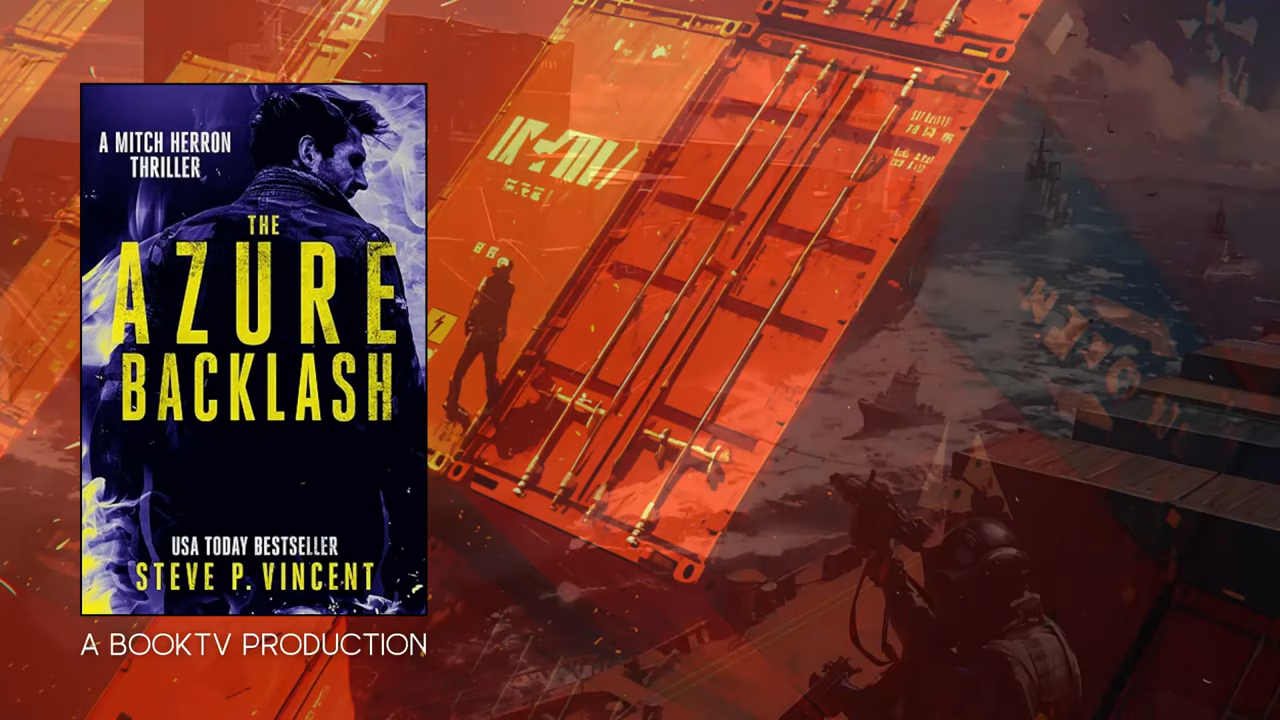 A MITCH HERRON
THRILLER
THE
AZURE
BACKLASH
USA TODAY BESTSELLER
STEVE P. VINCENT
A BOOKTV PRODUCTION